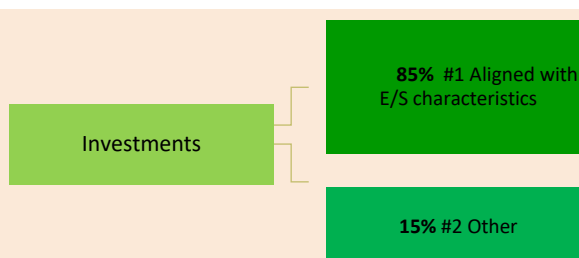 85% #1 Aligned with
E/S characteristics
Investments
15% #2 Other